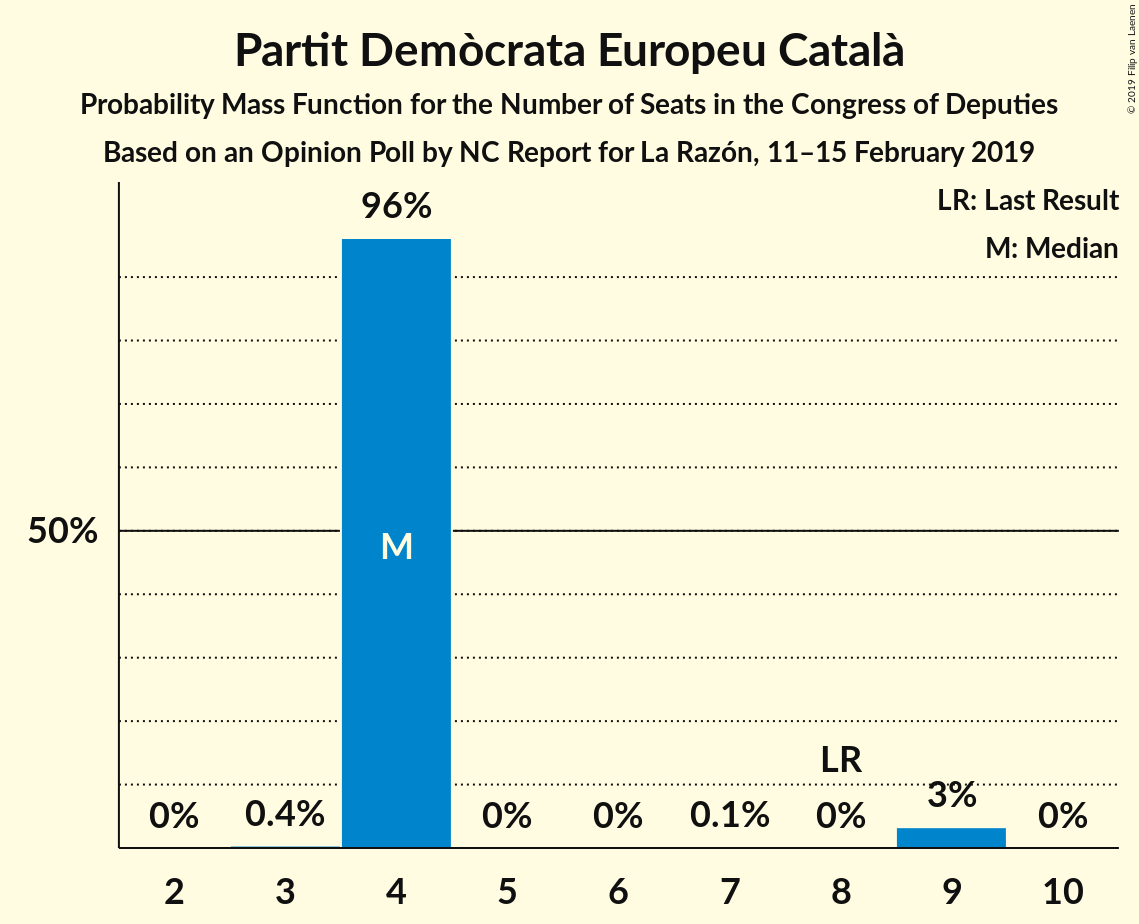 Partit Demòcrata Europeu Català
Probability Mass Function for the Number of Seats in the Congress of Deputies
Based on an Opinion Poll by NC Report for La Razón, 11–15 February 2019
© 2019 Filip van Laenen
LR: Last Result
M: Median
96%
50%
M
LR
0% 0.4% 0% 0% 0.1% 0% 3% 0%
2 3 4 5 6 7 8 9 10